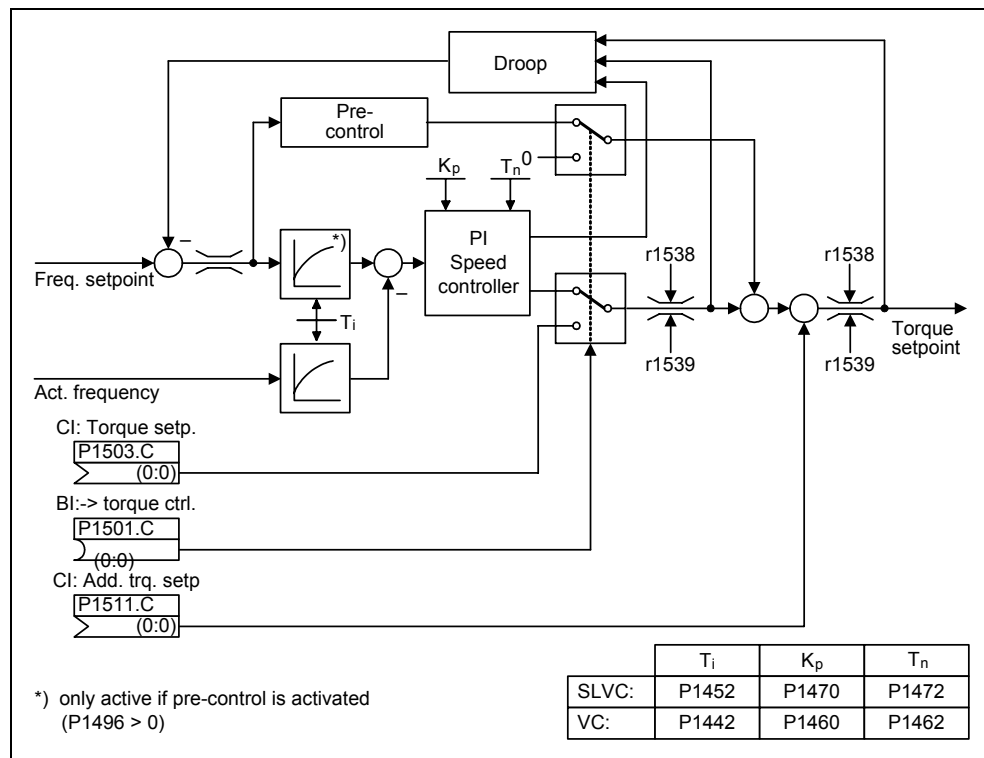 Droop
Pre-
control
0
Kp
Tn
*)
PI
Speed
controller
–
–
Freq. setpoint
r1538
r1538
Ti
r1539
r1539
Torque
setpoint
Act. frequency
CI: Torque setp.
P1503.C
(0:0)
BI:-> torque ctrl.
P1501.C
(0:0)
CI: Add. trq. setp
P1511.C
(0:0)
Ti Kp Tn
SLVC: P1452 P1470 P1472
VC: P1442 P1460 P1462
*) only active if pre-control is activated
(P1496 > 0)